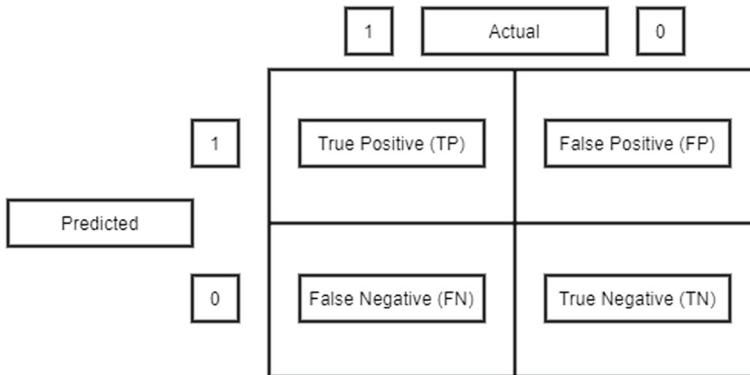 1 Actual 0
1 True Positive (TP) False Positive (FP)
Predicted
0 False Negative (FN) True Negative (TN)